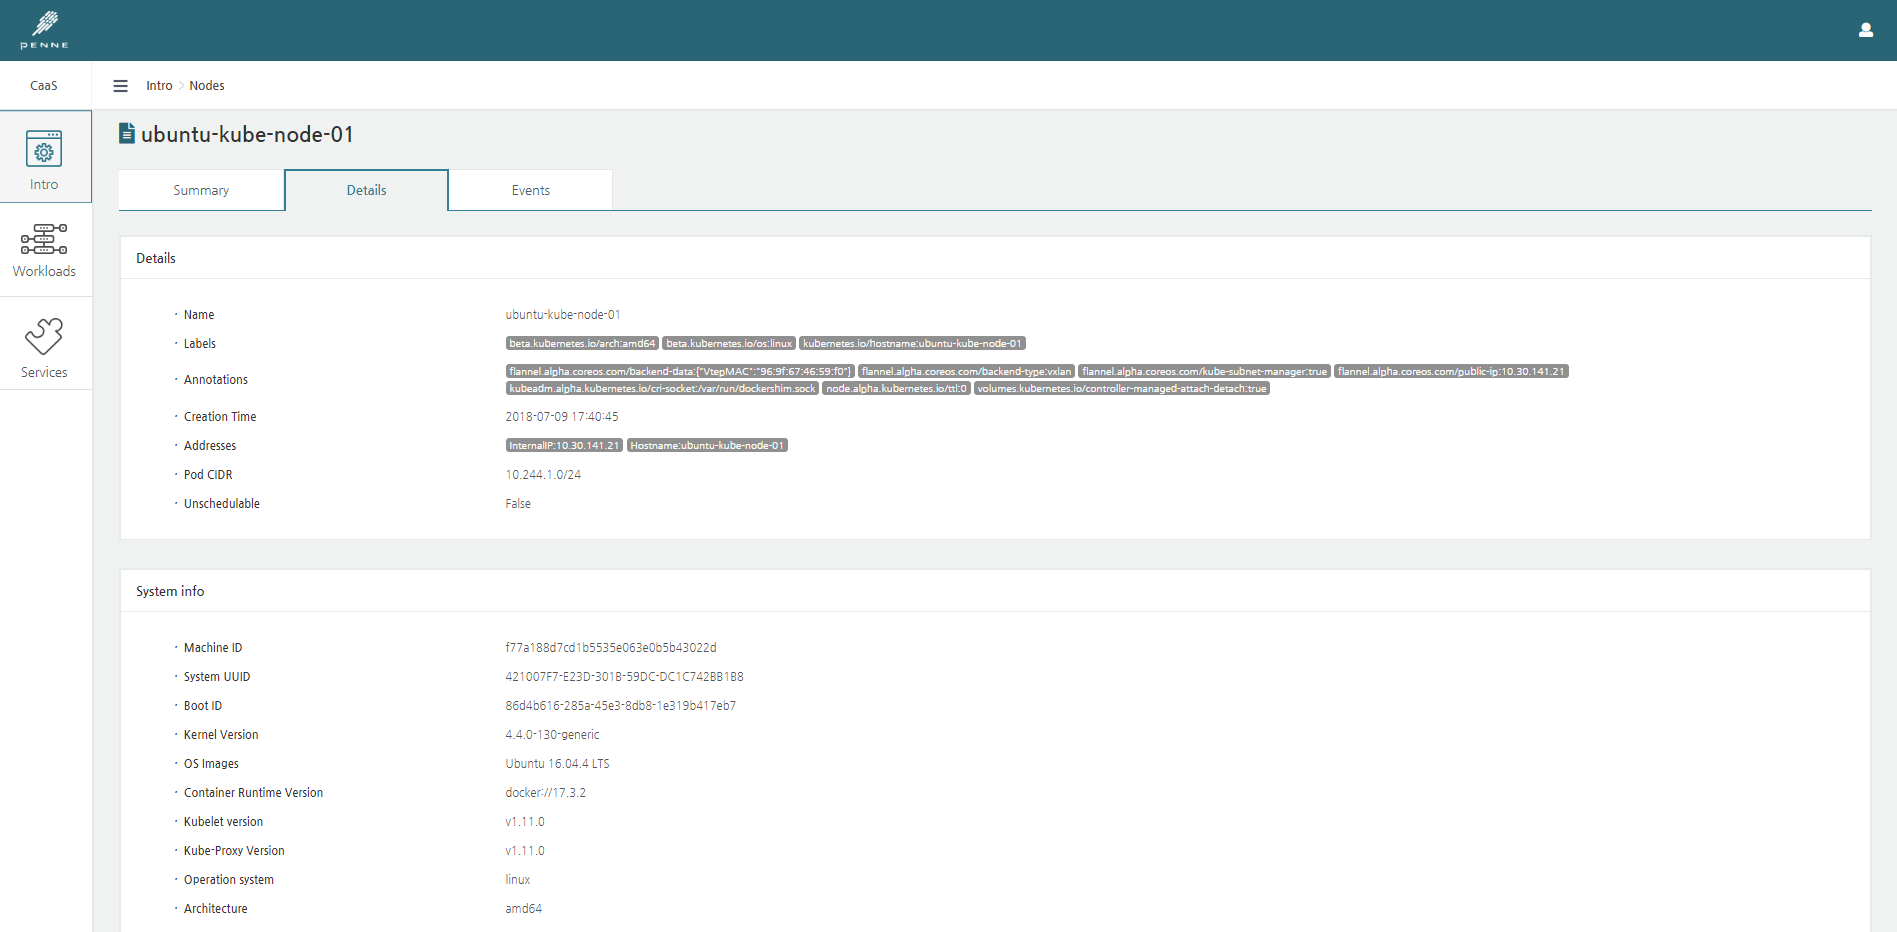 PENNE
CaaS
Intro > Nodes
Intro
Workloads
Services
ubuntu-kube-node-01
Summary Details Events
Details
· Name ubuntu-kube-node-01
· Labels beta.kubernetes.io/arch:amd64 beta.kubernetes.io/os:linux kubernetes.io/hostname:ubuntu-kube-node-01
· Annotations flannel.alpha.coreos.com/backend-data:{"VtepMAC":"96:9f:67:46:59:f0"} flannel.alpha.coreos.com/backend-type:vxlan flannel.alpha.coreos.com/kube-subnet-manager:true flannel.alpha.coreos.com/public-ip:10.30.141.21
kubeadm.alpha.kubernetes.io/cri-socket:/var/run/dockershim.sock node.alpha.kubernetes.io/ttl:0 volumes.kubernetes.io/controller-managed-attach-detach:true
· Creation Time 2018-07-09 17:40:45
· Addresses InternalIP:10.30.141.21 Hostname:ubuntu-kube-node-01
· Pod CIDR 10.244.1.0/24
· Unschedulable False
System info
· Machine ID f77a188d7cd1b5535e063e0b5b43022d
· System UUID 421007F7-E23D-301B-59DC-DC1C742BB1B8
· Boot ID 86d4b616-285a-45e3-8db8-1e319b417eb7
· Kernel Version 4.4.0-130-generic
· OS Images Ubuntu 16.04.4 LTS
· Container Runtime Version docker://17.3.2
· Kubelet version v1.11.0
· Kube-Proxy Version v1.11.0
· Operation system linux
· Architecture amd64